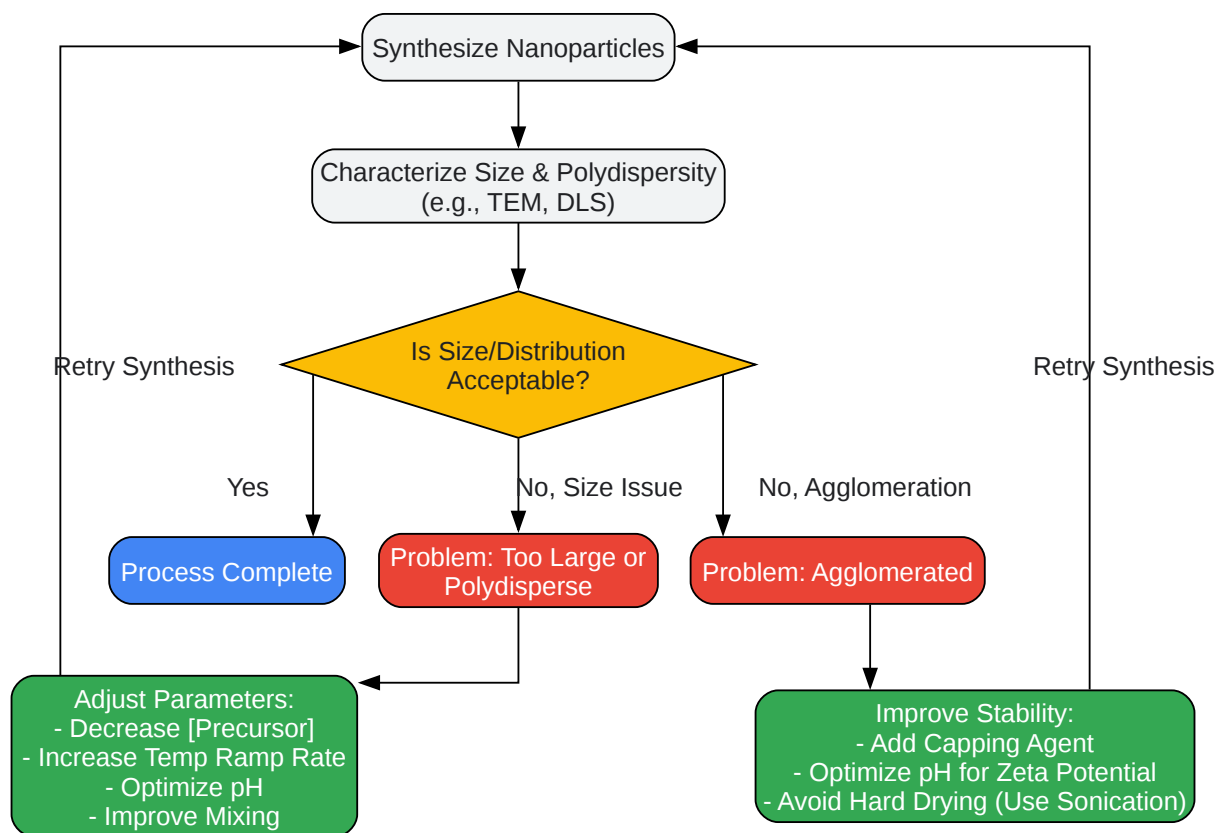 Synthesize Nanoparticles
Characterize Size & Polydispersity
(e.g., TEM, DLS)
Is Size/Distribution
Acceptable?
Retry Synthesis
Retry Synthesis
Yes
No, Size Issue
No, Agglomeration
Process Complete
Problem: Too Large or
Polydisperse
Problem: Agglomerated
Adjust Parameters:
- Decrease [Precursor]
- Increase Temp Ramp Rate
- Optimize pH
- Improve Mixing
Improve Stability:
- Add Capping Agent
- Optimize pH for Zeta Potential
- Avoid Hard Drying (Use Sonication)